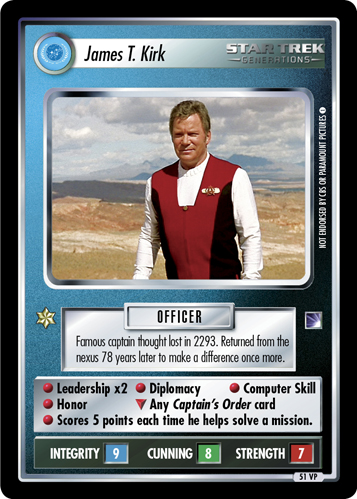 James T. Kirk
STAR TREK
GENERATIONS
NOT ENDORSED BY CBS OR PARAMOUNT PICTURES
OFFICER
Famous captain thought lost in 2293. Returned from the
nexus 78 years later to make a difference once more.
Leadership x2 Diplomacy Computer Skill
Honor Any Captain's Order card
Scores 5 points each time he helps solve a mission.
INTEGRITY 9 CUNNING 8 STRENGTH 7
51 VP